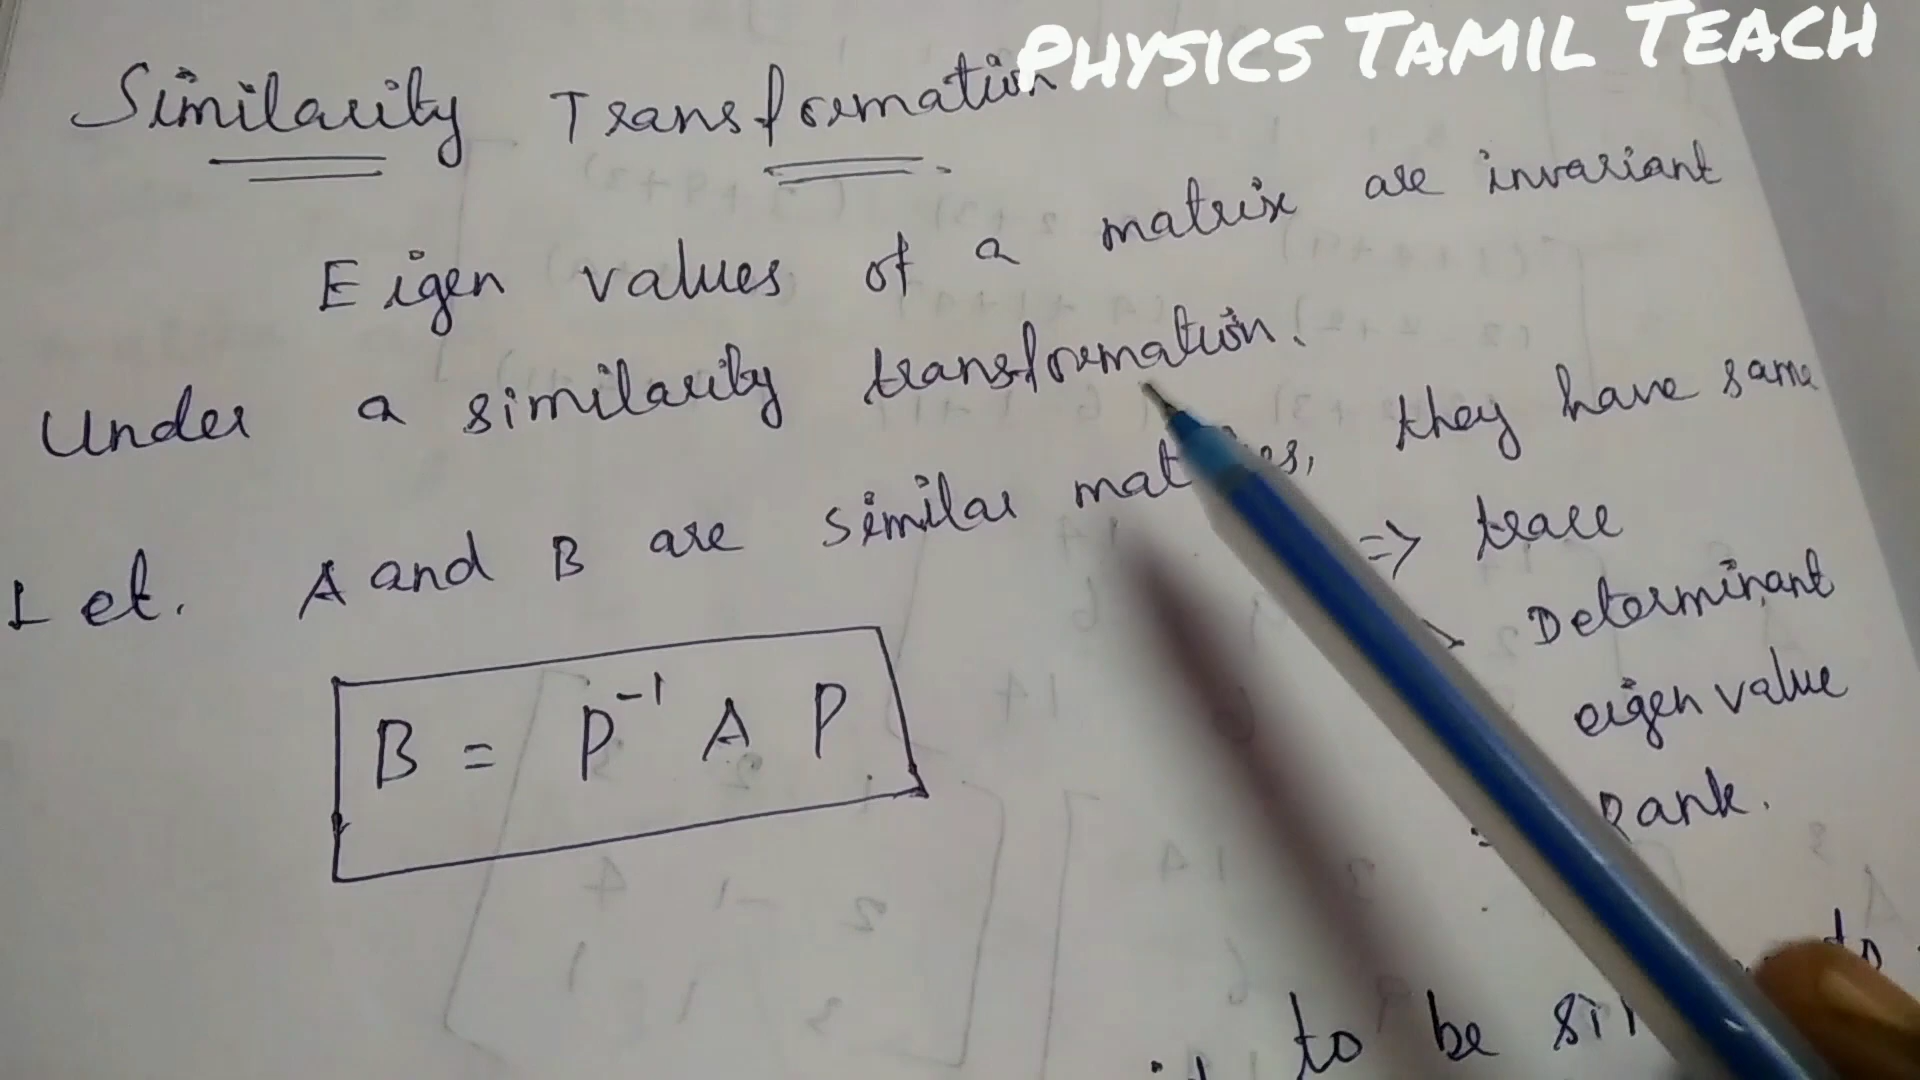 PHYSICS TAMIL TEACH
Similarity Transformation
Eigen values of a matrix are invariant
Under a similarity transformation.
Let. A and B are similar they have same
=> trace
Determinant
eigen value
Rank.
B = P⁻¹ A P
to be